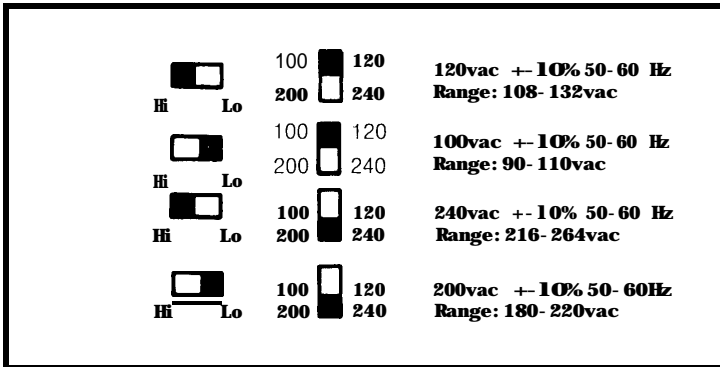 100 120
120vac +-10% 50-60 Hz
200 240
Range: 108-132vac
Hi Lo
100 120
100vac +-10% 50-60 Hz
200 240
Range: 90-110vac
Hi Lo
100 120
240vac +-10% 50-60 Hz
Hi Lo
200 240
Range: 216-264vac
100 120
200vac +-10% 50-60Hz
Hi Lo
200 240
Range: 180-220vac